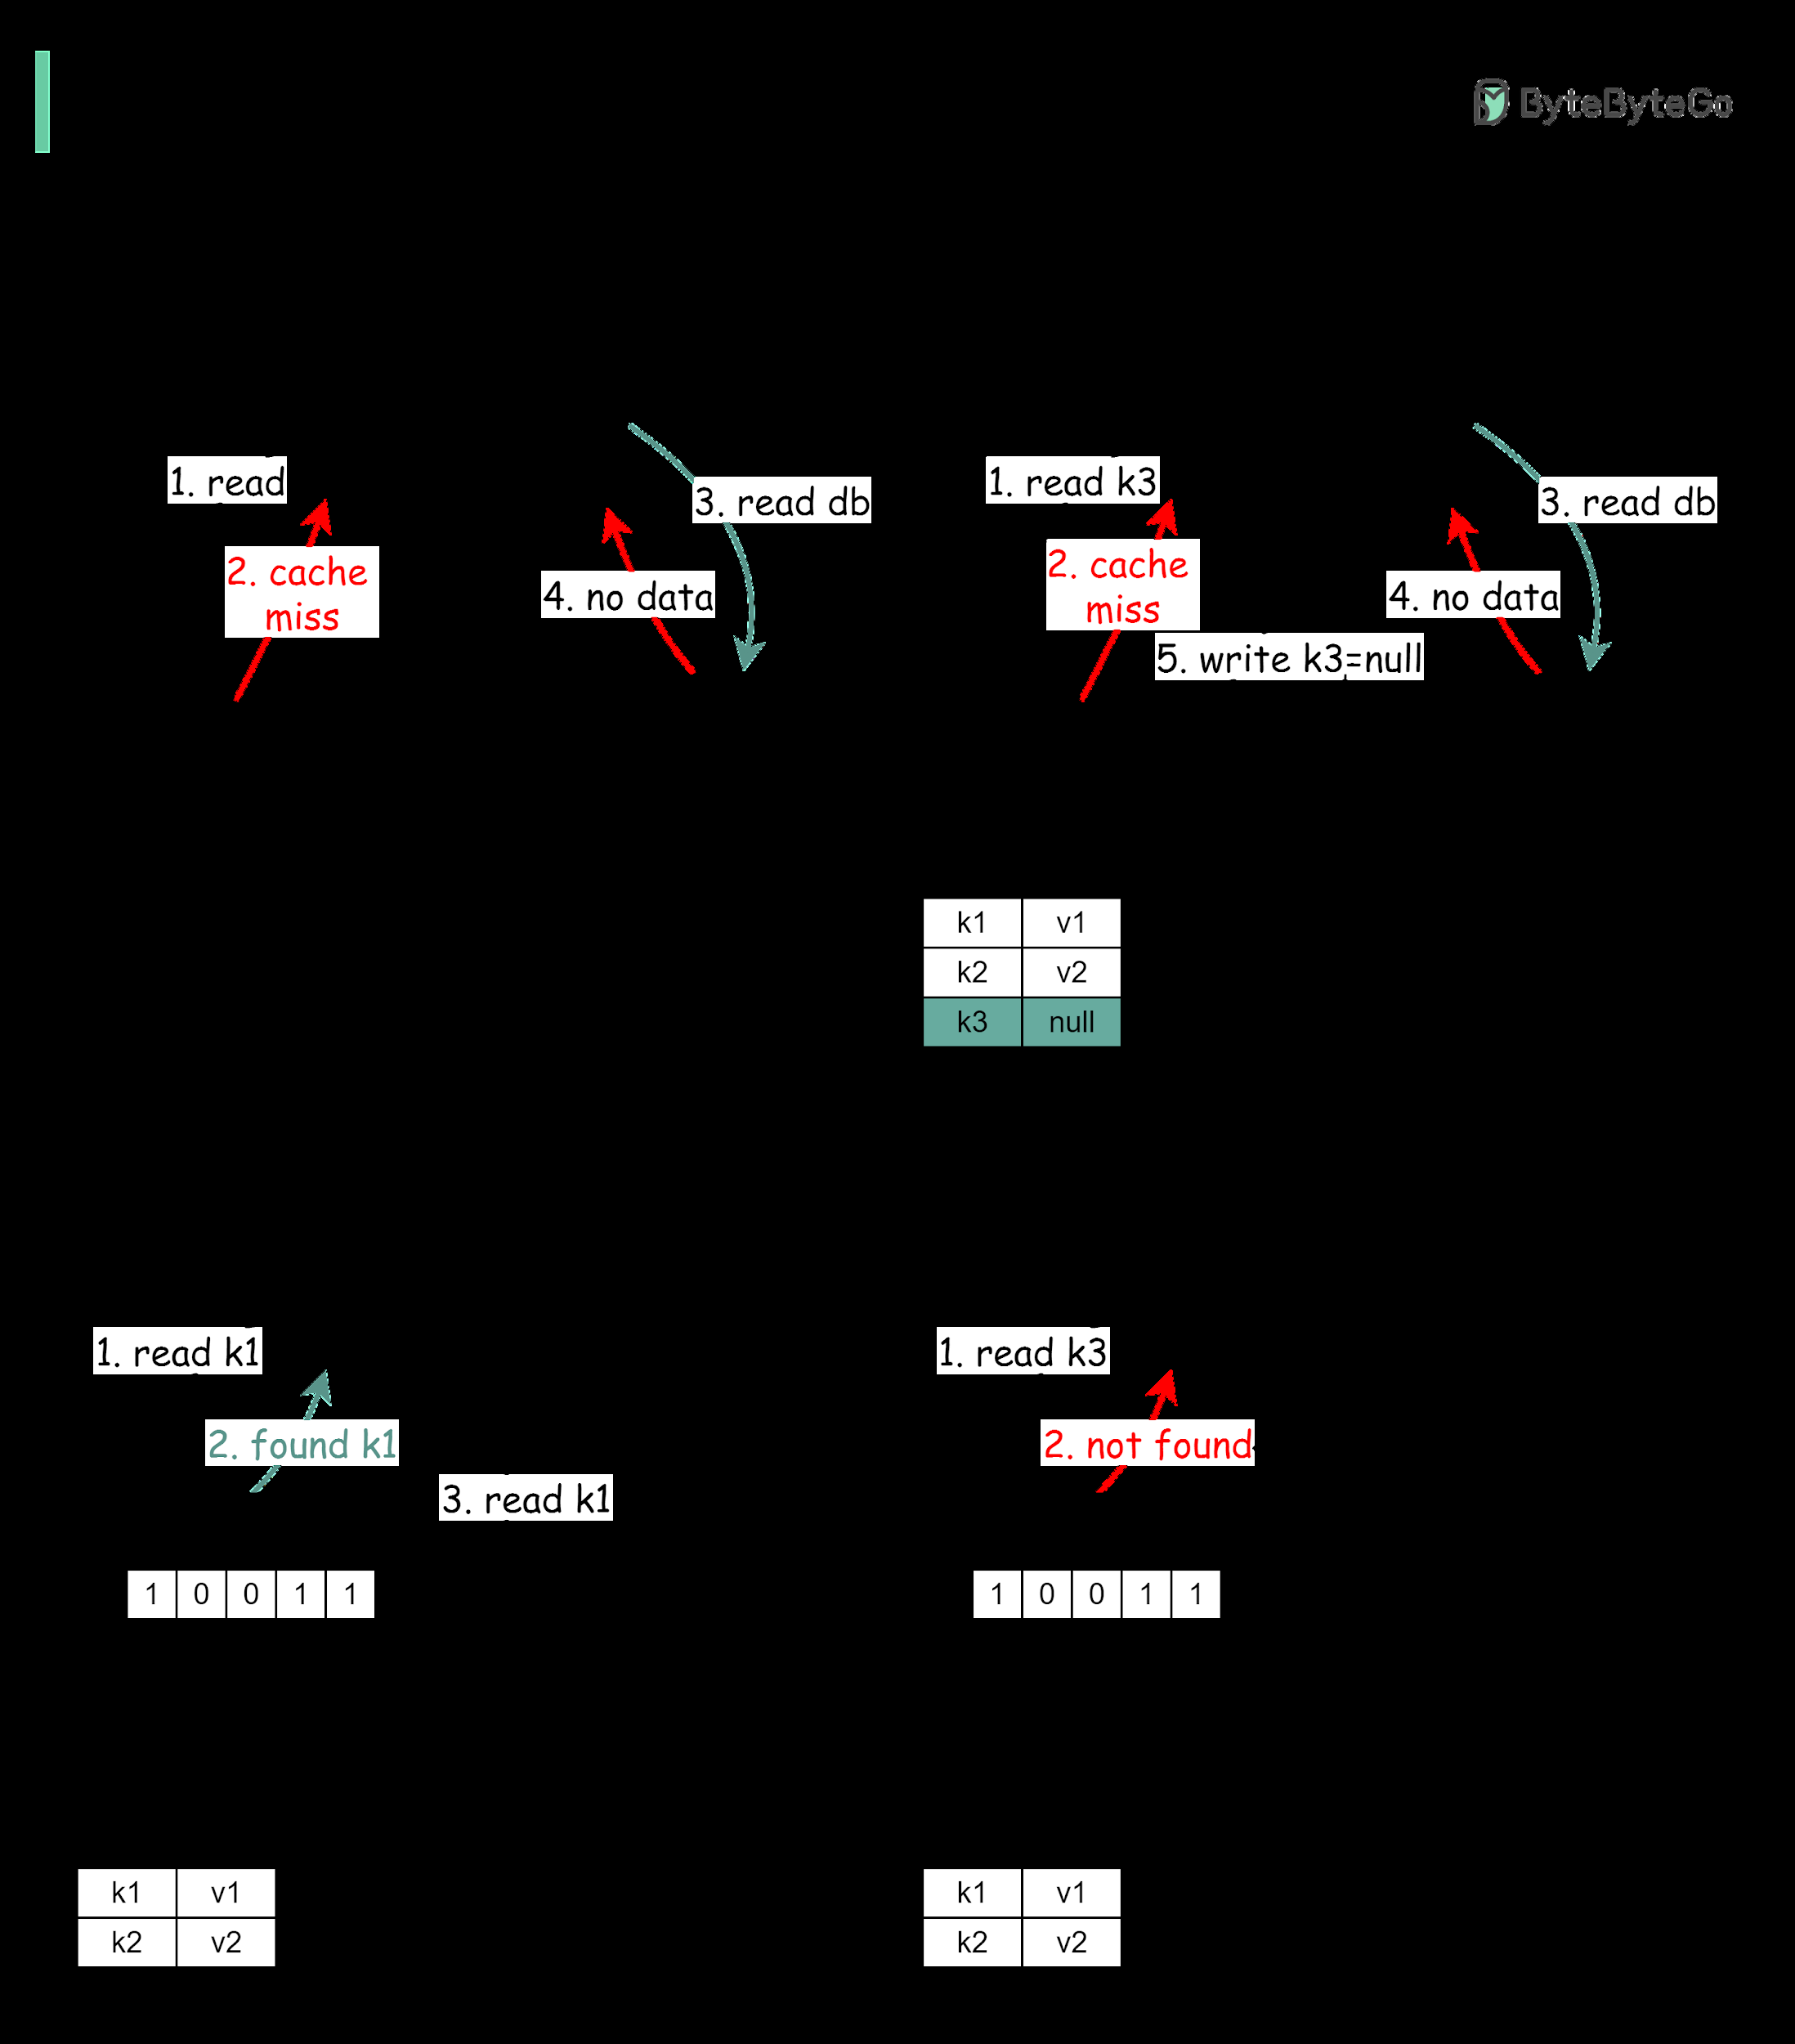 ByteByteGo
1. read
2. cache
miss
3. read db
4. no data
1. read k3
2. cache
miss
3. read db
4. no data
5. write k3=null
k1 v1
k2 v2
k3 null
1. read k1
2. found k1
3. read k1
1 0 0 1 1
k1 v1
k2 v2
1. read k3
2. not found
1 0 0 1 1
k1 v1
k2 v2